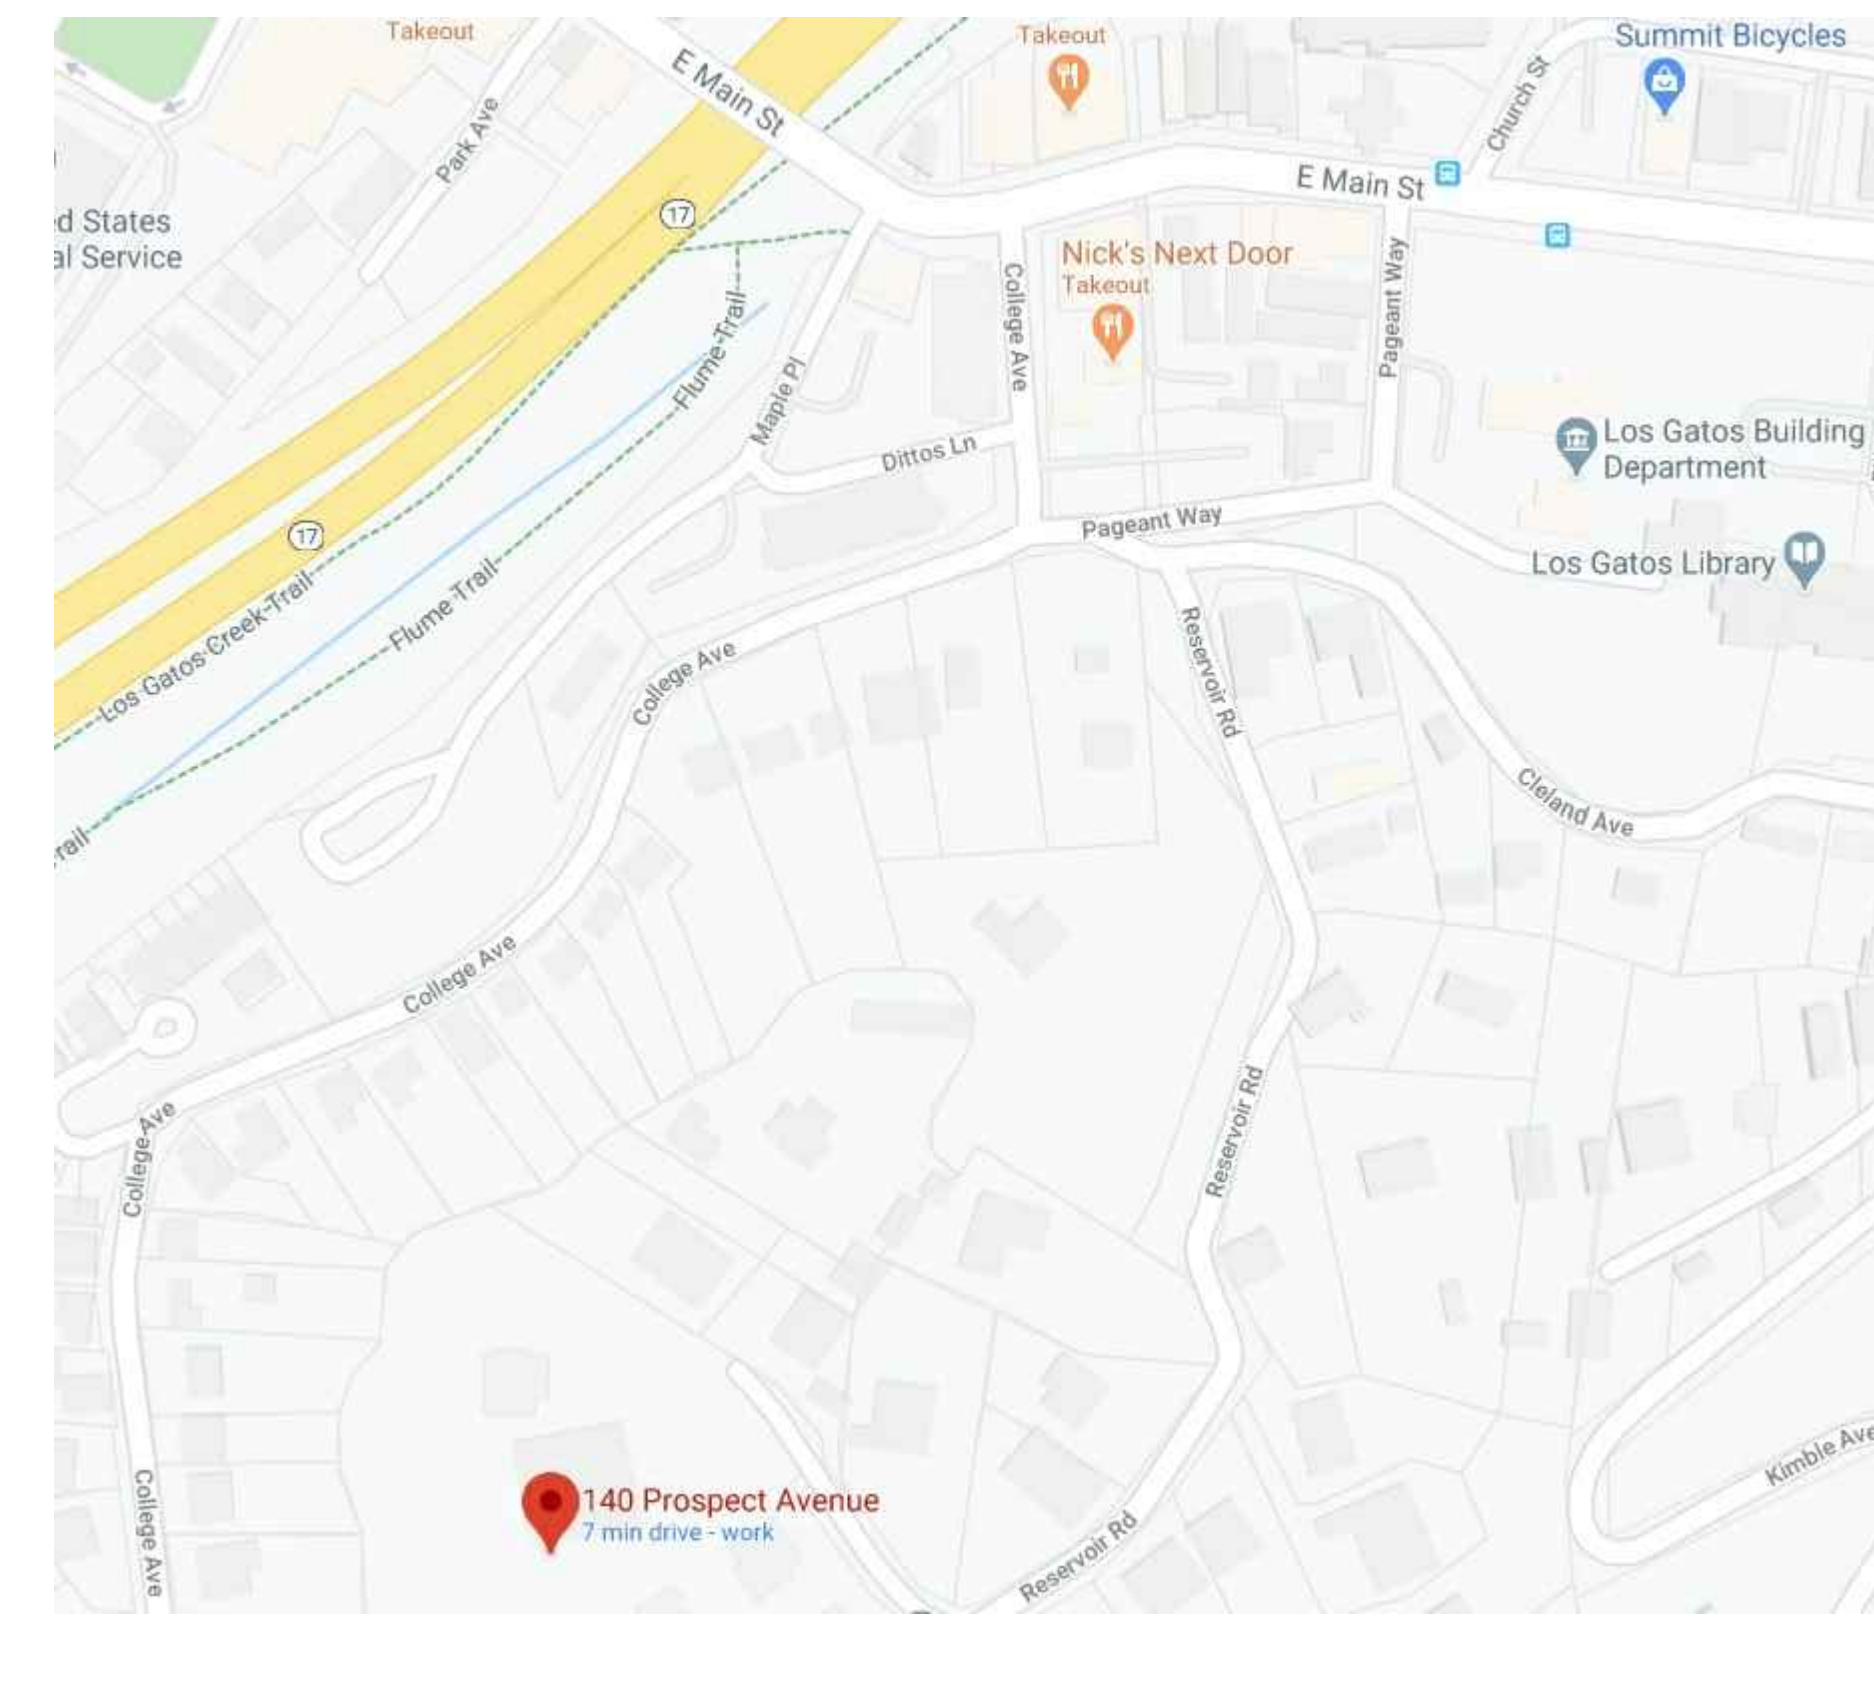 Takeout
Takeout
Summit Bicycles
E Main St
Park Ave
Church St
E Main St
17
d States
al Service
Nick's Next Door
Takeout
College Ave
Pageant Way
Flume Trail
Maple Pl
Dittos Ln
Los Gatos Building
Department
17
Pageant Way
Los Gatos Library
Los Gatos Creek Trail
Flume Trail
College Ave
Reservoir Rd
Cleland Ave
rail
College Ave
College Ave
Reservoir Rd
Kimble Ave
College Ave
140 Prospect Avenue
7 min drive - work
Reservoir Rd